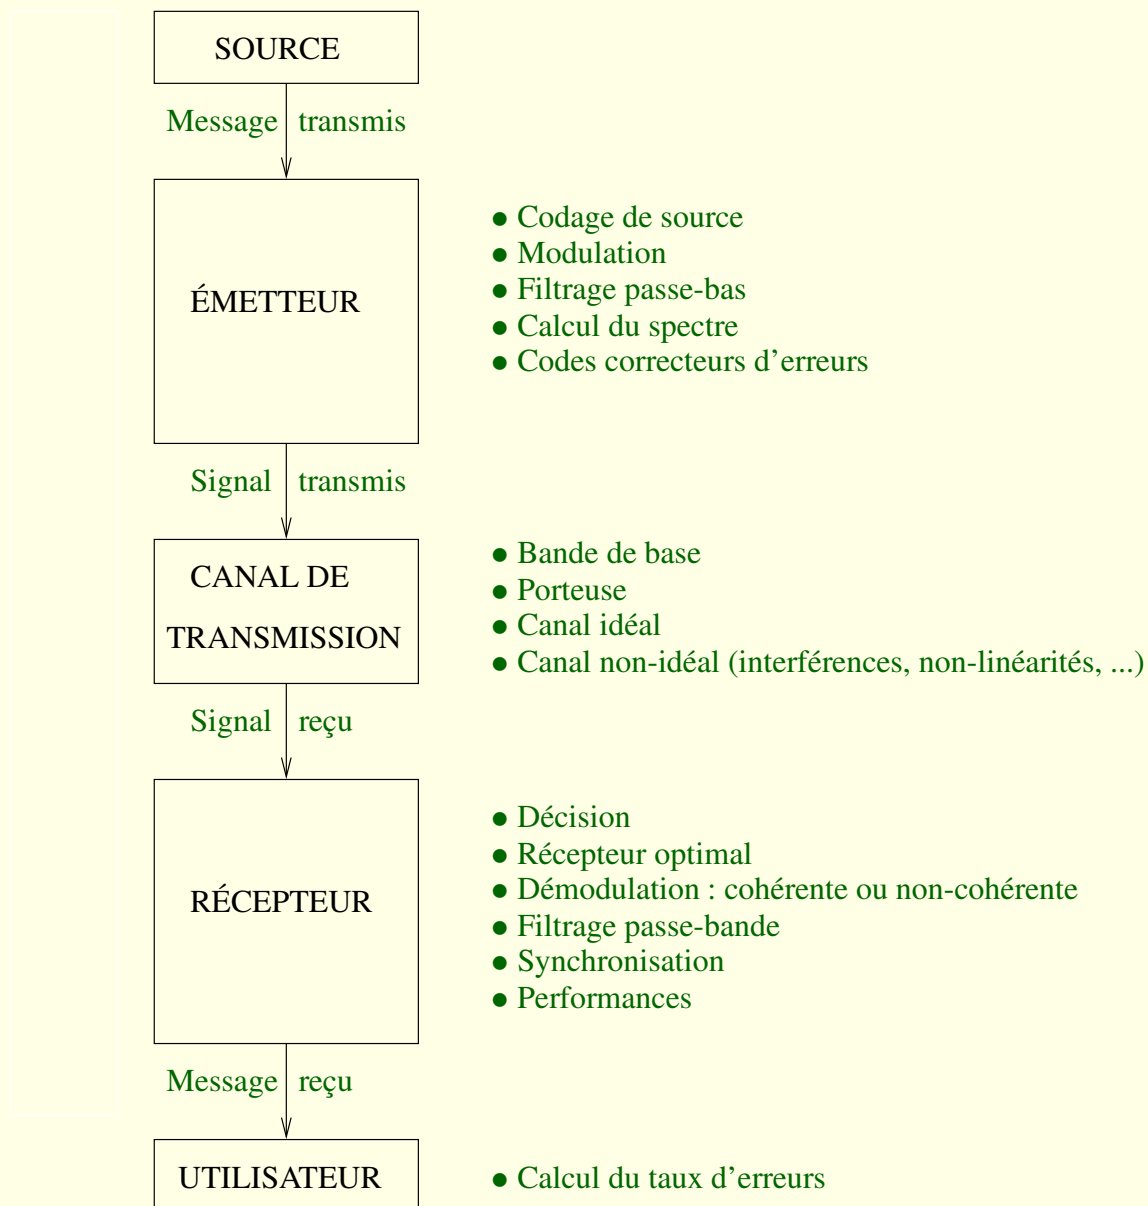 SOURCE
Message transmis
ÉMETTEUR
• Codage de source
• Modulation
• Filtrage passe-bas
• Calcul du spectre
• Codes correcteurs d'erreurs
Signal transmis
CANAL DE
TRANSMISSION
• Bande de base
• Porteuse
• Canal idéal
• Canal non-idéal (interférences, non-linéarités, ...)
Signal reçu
RÉCEPTEUR
• Décision
• Récepteur optimal
• Démodulation : cohérente ou non-cohérente
• Filtrage passe-bande
• Synchronisation
• Performances
Message reçu
UTILISATEUR
• Calcul du taux d'erreurs